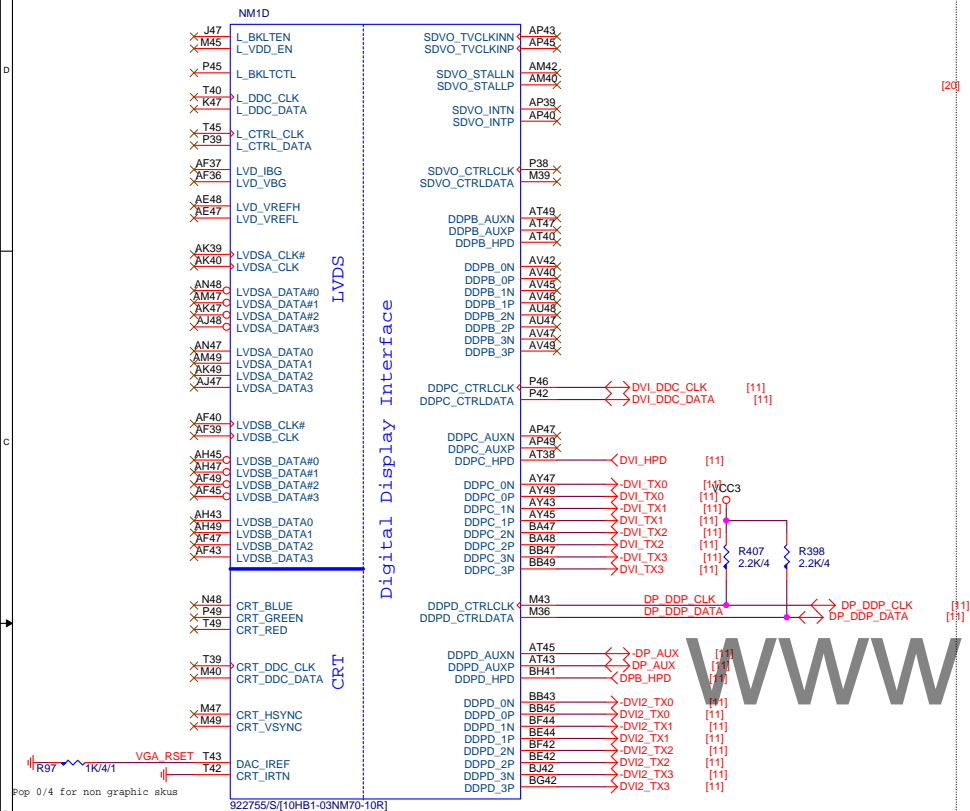 NM1D
J47 L_BKLTEN
M45 L_VDD_EN
P45 L_BKLTCTL
T40 L_DDC_CLK
K47 L_DDC_DATA
T45 L_CTRL_CLK
P39 L_CTRL_DATA
AF37 LVD_IBG
AF36 LVD_VBG
AE48 LVD_VREFH
AE47 LVD_VREFL
AK39 LVDSA_CLK#
AK40 LVDSA_CLK
AN48 LVDSA_DATA#0
AM47 LVDSA_DATA#1
AK47 LVDSA_DATA#2
AJ48 LVDSA_DATA#3
AN47 LVDSA_DATA0
AM49 LVDSA_DATA1
AK49 LVDSA_DATA2
AJ47 LVDSA_DATA3
AF40 LVDSB_CLK#
AF39 LVDSB_CLK
AH45 LVDSB_DATA#0
AH47 LVDSB_DATA#1
AF49 LVDSB_DATA#2
AF45 LVDSB_DATA#3
AH43 LVDSB_DATA0
AH49 LVDSB_DATA1
AF47 LVDSB_DATA2
AF43 LVDSB_DATA3
N48 CRT_BLUE
P49 CRT_GREEN
T49 CRT_RED
T39 CRT_DDC_CLK
M40 CRT_DDC_DATA
M47 CRT_HSYNC
M49 CRT_VSYNC
R97 1K/4/1 VGA_RSET T43 DAC_IREF
T42 CRT_IRTN
Pop 0/4 for non graphic skus
LVDS
CRT
Digital Display Interface
SDVO_TVCLKINN AP43
SDVO_TVCLKINP AP45
SDVO_STALLN AM42
SDVO_STALLP AM40
SDVO_INTN AP39
SDVO_INTP AP40
SDVO_CTRLCLK P38
SDVO_CTRLDATA M39
DDPB_AUXN AT49
DDPB_AUXP AT47
DDPB_HPD AT40
DDPB_0N AV42
DDPB_0P AV40
DDPB_1N AV45
DDPB_1P AV46
DDPB_2N AU48
DDPB_2P AU47
DDPB_3N AV47
DDPB_3P AV49
DDPC_CTRLCLK P46 DVI_DDC_CLK [11]
DDPC_CTRLDATA P42 DVI_DDC_DATA [11]
DDPC_AUXN AP47
DDPC_AUXP AP49
DDPC_HPD AT38 DVI_HPD [11]
DDPC_0N AY47 -DVI_TX0 [11]
DDPC_0P AY49 DVI_TX0 [11]
DDPC_1N AY43 -DVI_TX1 [11]
DDPC_1P AY45 DVI_TX1 [11]
DDPC_2N BA47 -DVI_TX2 [11]
DDPC_2P BA48 DVI_TX2 [11]
DDPC_3N BB47 -DVI_TX3 [11]
DDPC_3P BB49 DVI_TX3 [11]
VCC3
R407 2.2K/4
R398 2.2K/4
DDPD_CTRLCLK M43 DP_DDP_CLK DP_DDP_CLK [11]
DDPD_CTRLDATA M36 DP_DDP_DATA DP_DDP_DATA [11]
DDPD_AUXN AT45 -DP_AUX [11]
DDPD_AUXP AT43 DP_AUX [11]
DDPD_HPD BH41 DPB_HPD [11]
DDPD_0N BB43 -DVI2_TX0 [11]
DDPD_0P BB45 DVI2_TX0 [11]
DDPD_1N BF44 -DVI2_TX1 [11]
DDPD_1P BE44 DVI2_TX1 [11]
DDPD_2N BF42 -DVI2_TX2 [11]
DDPD_2P BE42 DVI2_TX2 [11]
DDPD_3N BJ42 -DVI2_TX3 [11]
DDPD_3P BG42 DVI2_TX3 [11]
922755/S/[10HB1-03NM70-10R]
[20]
D
C
www